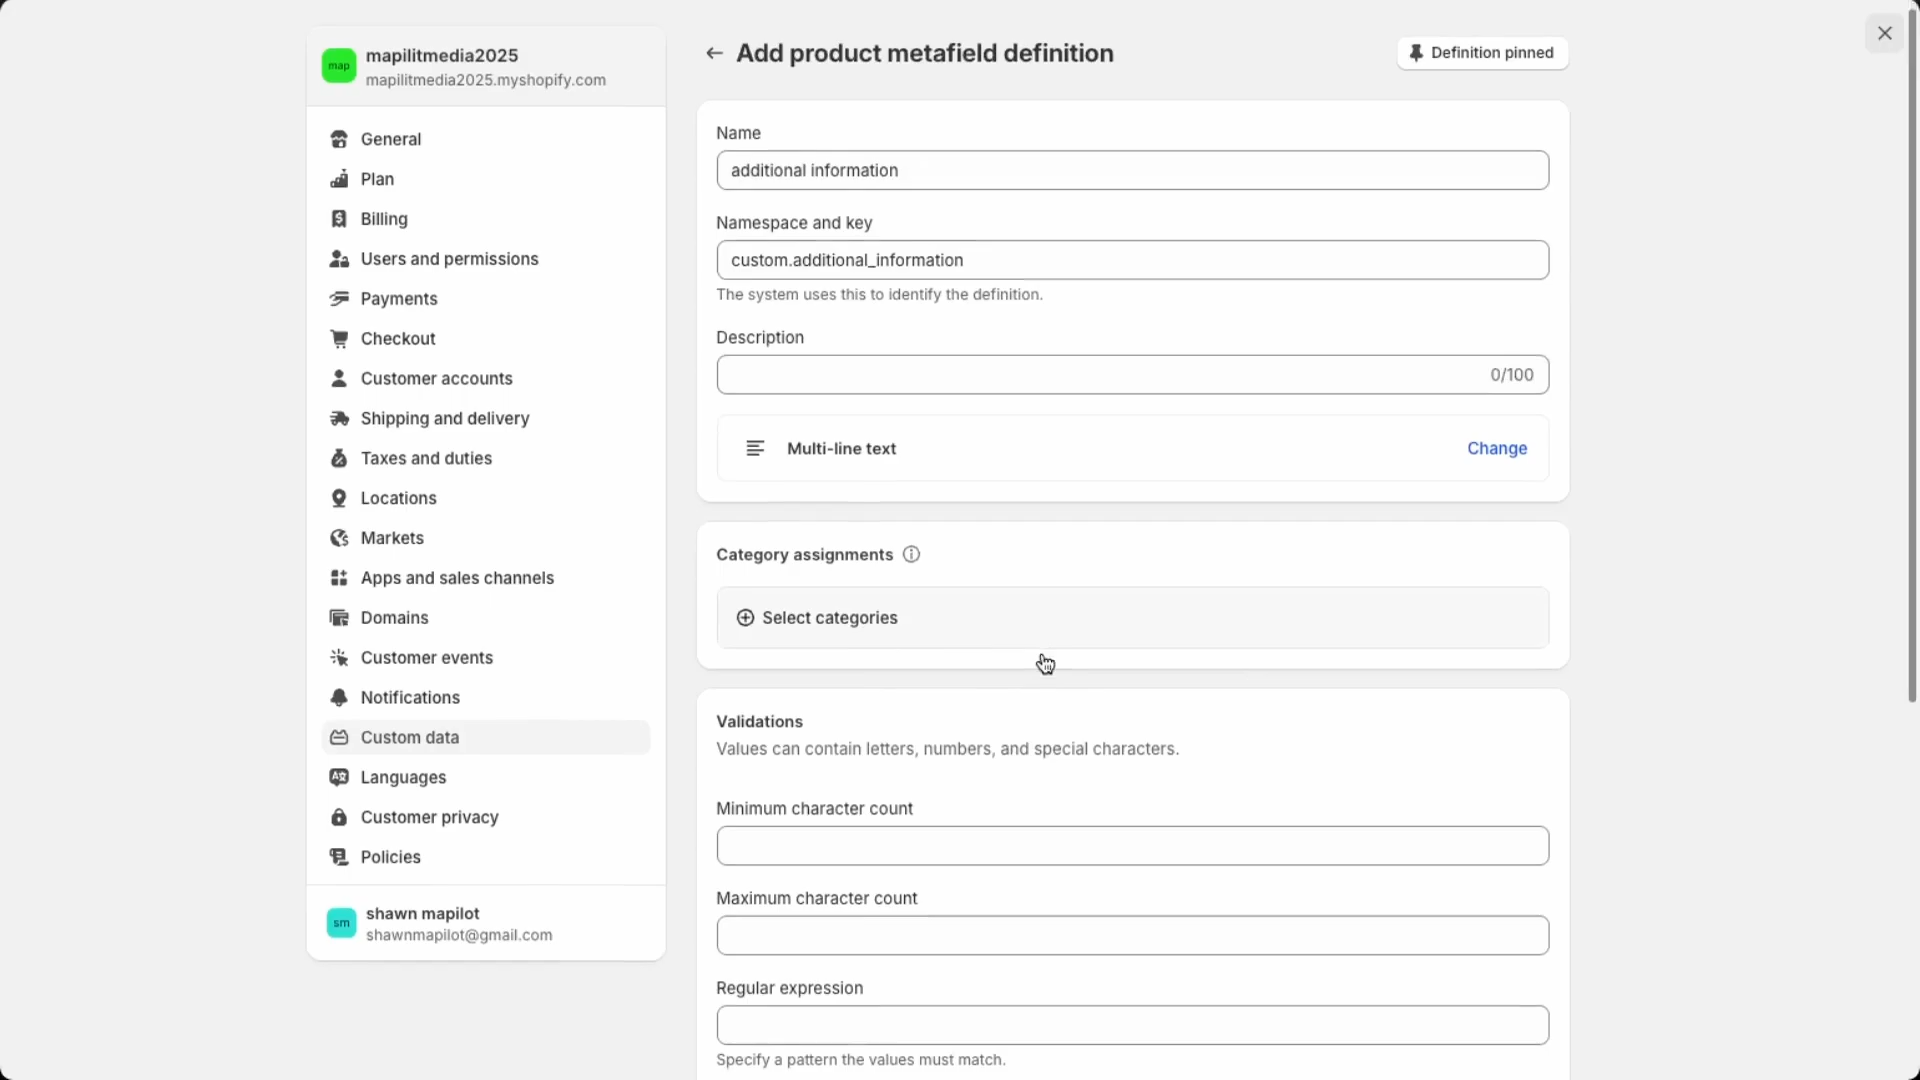 map
mapilitmedia2025
mapilitmedia2025.myshopify.com
General
Plan
Billing
Users and permissions
Payments
Checkout
Customer accounts
Shipping and delivery
Taxes and duties
Locations
Markets
Apps and sales channels
Domains
Customer events
Notifications
Custom data
Languages
Customer privacy
Policies
sm
shawn mapilot
shawnmapilot@gmail.com
Add product metafield definition
Definition pinned
Name
additional information
Namespace and key
custom.additional_information
The system uses this to identify the definition.
Description
0/100
Multi-line text
Change
Category assignments
Select categories
Validations
Values can contain letters, numbers, and special characters.
Minimum character count
Maximum character count
Regular expression
Specify a pattern the values must match.